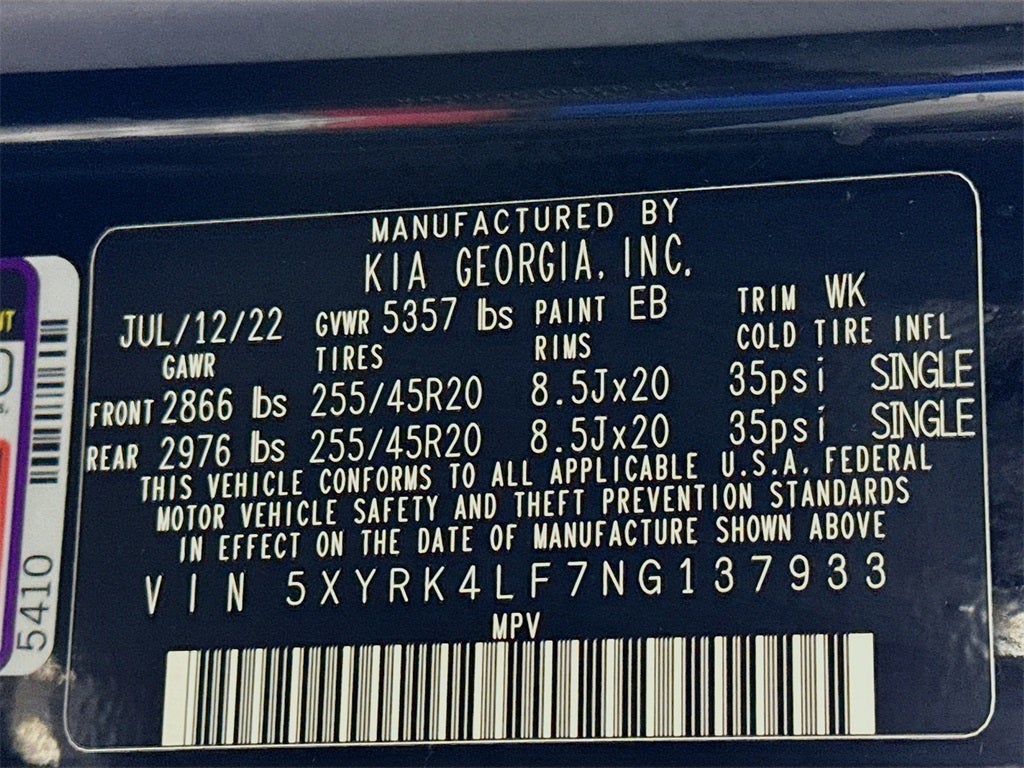 MANUFACTURED BY
KIA GEORGIA, INC.
JUL/12/22 GVWR 5357 lbs PAINT EB TRIM WK
GAWR TIRES RIMS COLD TIRE INFL
FRONT 2866 lbs 255/45R20 8.5Jx20 35psi SINGLE
REAR 2976 lbs 255/45R20 8.5Jx20 35psi SINGLE
THIS VEHICLE CONFORMS TO ALL APPLICABLE U.S.A. FEDERAL
MOTOR VEHICLE SAFETY AND THEFT PREVENTION STANDARDS
IN EFFECT ON THE DATE OF MANUFACTURE SHOWN ABOVE
VIN 5XYRK4LF7NG137933
MPV
5410